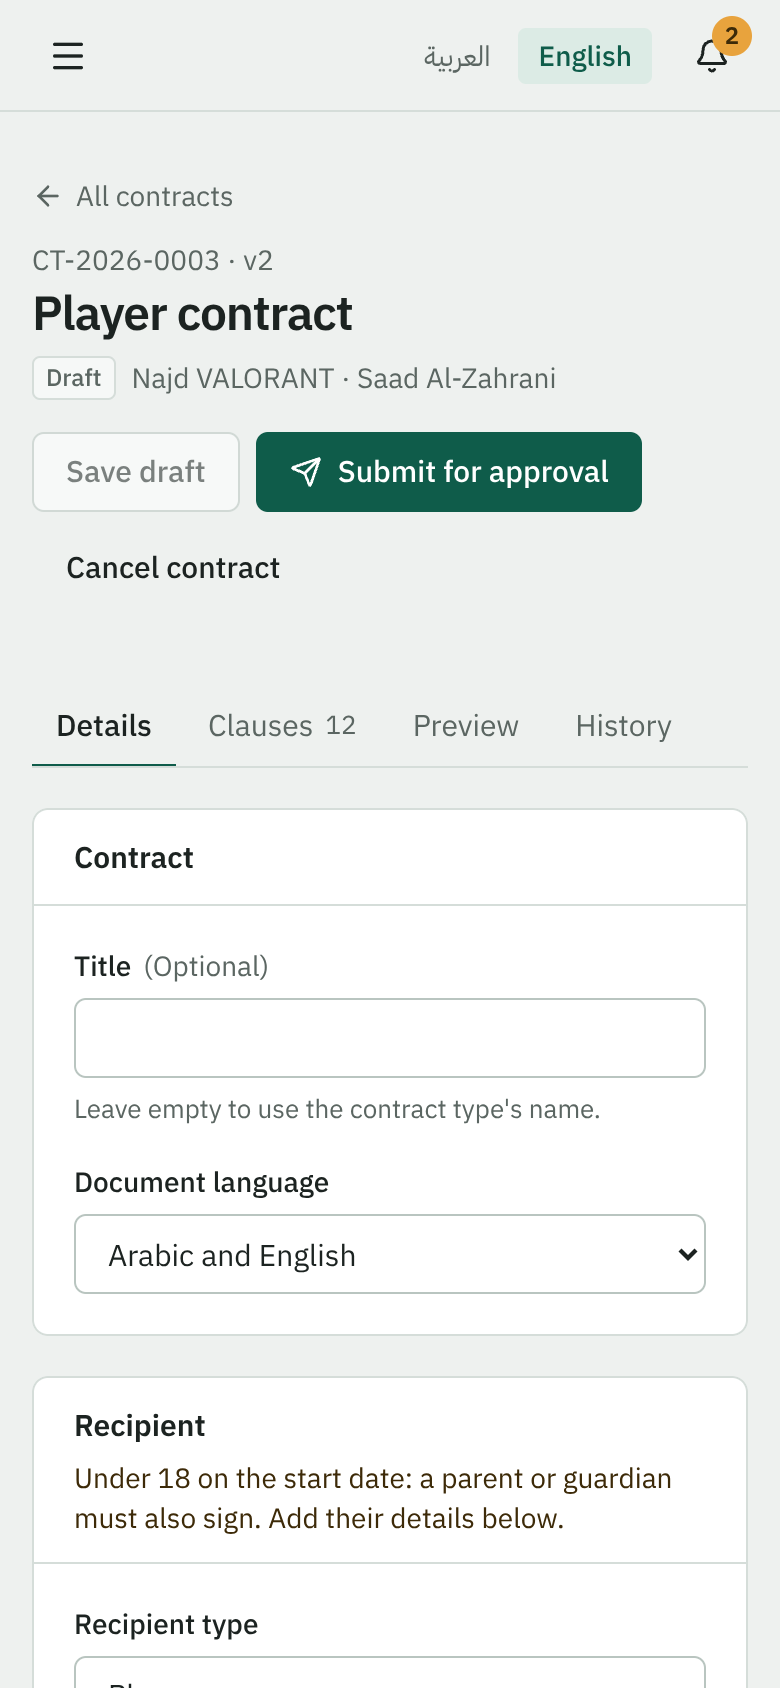 العربية
English
2
All contracts
CT-2026-0003 · v2
Player contract
Draft
Najd VALORANT · Saad Al-Zahrani
Save draft
Submit for approval
Cancel contract
Details
Clauses 12
Preview
History
Contract
Title (Optional)
Leave empty to use the contract type's name.
Document language
Arabic and English
Recipient
Under 18 on the start date: a parent or guardian
must also sign. Add their details below.
Recipient type